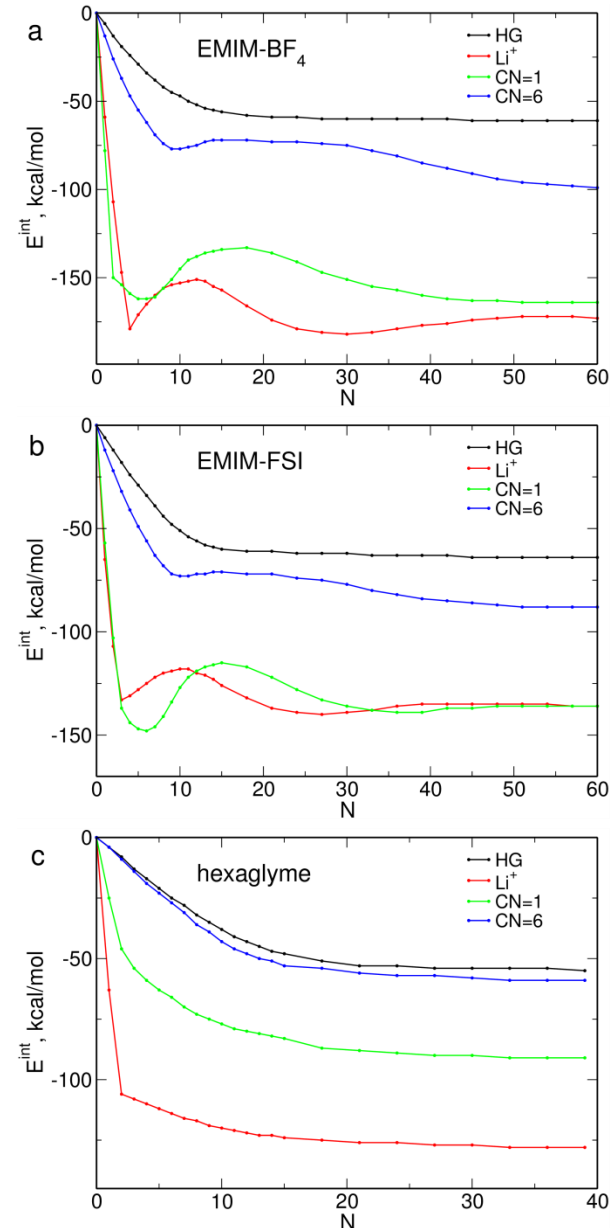 a
EMIM-BF4
HG
Li+
CN=1
CN=6
0
-50
-100
-150
E^int, kcal/mol
0 10 20 30 40 50 60
N
b
EMIM-FSI
HG
Li+
CN=1
CN=6
0
-50
-100
-150
E^int, kcal/mol
0 10 20 30 40 50 60
N
c
hexaglyme
HG
Li+
CN=1
CN=6
0
-50
-100
E^int, kcal/mol
0 10 20 30 40
N